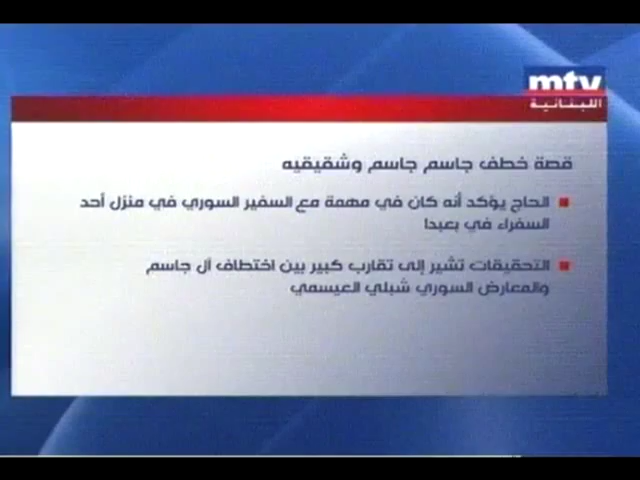 mtv
اللبنانية
قصة خطف جاسم جاسم وشقيقيه
الحاج يؤكد أنه كان في مهمة مع السفير السوري في منزل أحد
السفراء في بعبدا
التحقيقات تشير إلى تقارب كبير بين اختطاف آل جاسم
والمعارض السوري شبلي العيسمي